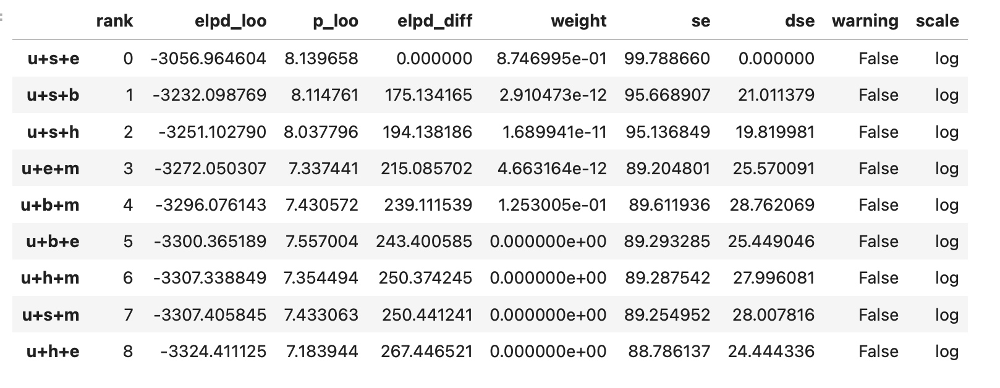 rank elpd_loo p_loo elpd_diff weight se dse warning scale
u+s+e 0 -3056.964604 8.139658 0.000000 8.746995e-01 99.788660 0.000000 False log
u+s+b 1 -3232.098769 8.114761 175.134165 2.910473e-12 95.668907 21.011379 False log
u+s+h 2 -3251.102790 8.037796 194.138186 1.689941e-11 95.136849 19.819981 False log
u+e+m 3 -3272.050307 7.337441 215.085702 4.663164e-12 89.204801 25.570091 False log
u+b+m 4 -3296.076143 7.430572 239.111539 1.253005e-01 89.611936 28.762069 False log
u+b+e 5 -3300.365189 7.557004 243.400585 0.000000e+00 89.293285 25.449046 False log
u+h+m 6 -3307.338849 7.354494 250.374245 0.000000e+00 89.287542 27.996081 False log
u+s+m 7 -3307.405845 7.433063 250.441241 0.000000e+00 89.254952 28.007816 False log
u+h+e 8 -3324.411125 7.183944 267.446521 0.000000e+00 88.786137 24.444336 False log